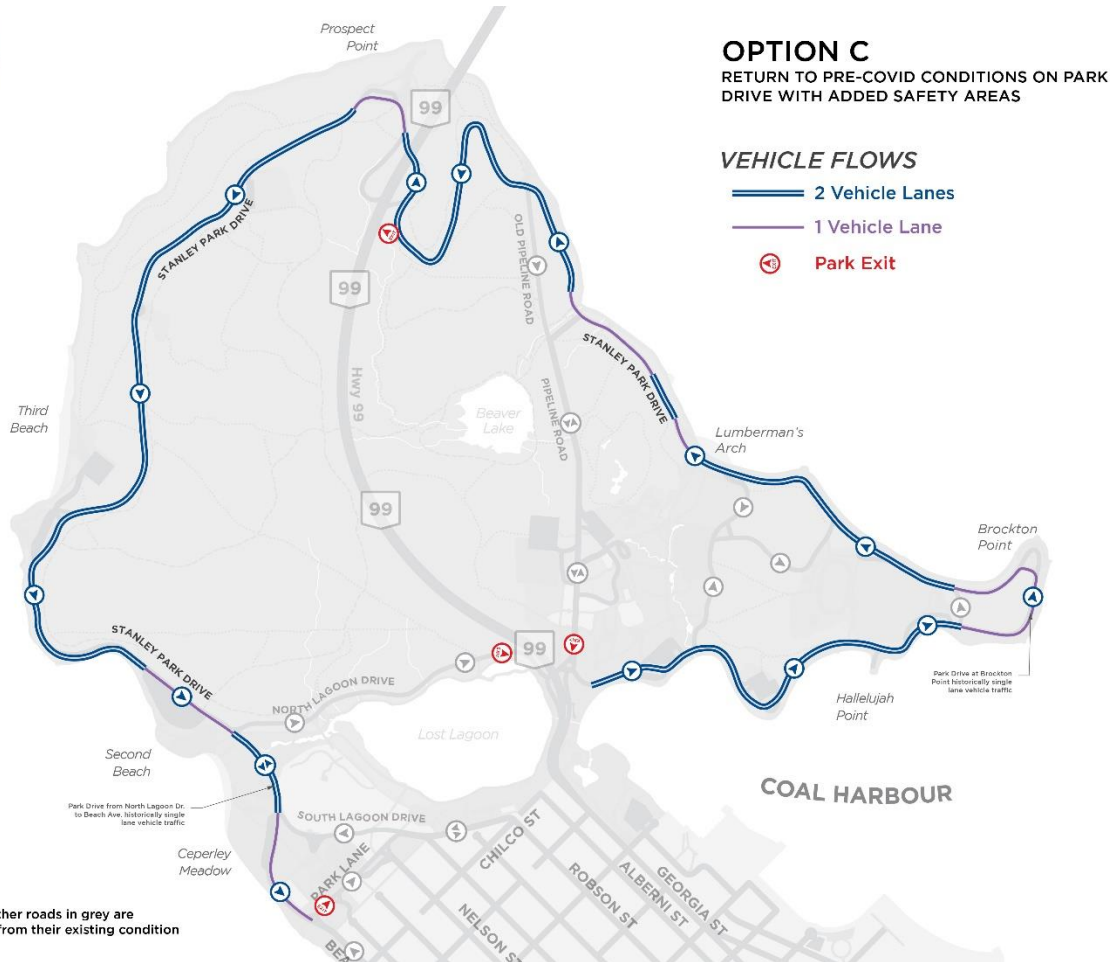 OPTION C
RETURN TO PRE-COVID CONDITIONS ON PARK
DRIVE WITH ADDED SAFETY AREAS
VEHICLE FLOWS
2 Vehicle Lanes
1 Vehicle Lane
Park Exit
Prospect
Point
99
STANLEY PARK DRIVE
OLD PIPELINE ROAD
99
STANLEY PARK DRIVE
Hwy 99
PIPELINE ROAD
Third
Beach
Beaver
Lake
Lumberman's
Arch
99
Brockton
Point
STANLEY PARK DRIVE
99
NORTH LAGOON DRIVE
Park Drive at Brockton
Point historically single
lane vehicle traffic
Hallelujah
Point
Lost Lagoon
Second
Beach
COAL HARBOUR
Park Drive from North Lagoon Dr.
to Beach Ave. historically single
lane vehicle traffic
SOUTH LAGOON DRIVE
CHILCO ST
Ceperley
Meadow
PARK LANE
GEORGIA ST
ALBERNI ST
ROBSON ST
NELSON ST
ther roads in grey are
from their existing condition
BEA